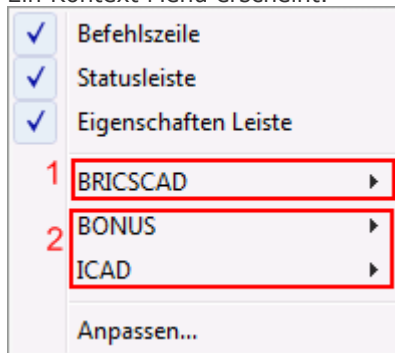 Ein Kontext Menü erscheint:
Befehlszeile
Statusleiste
Eigenschaften Leiste
1 BRICSCAD
2 BONUS
ICAD
Anpassen...